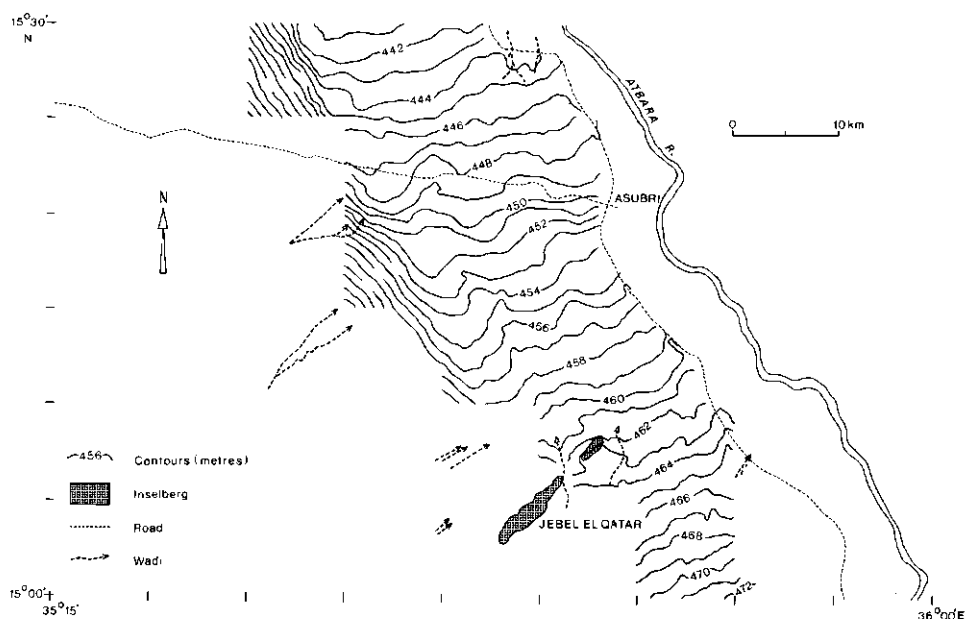 15°30'
N
442
444
446
448
450
452
454
456
458
460
462
464
466
468
470
472
ATBARA R.
0 10 km
N
ASUBRI
456 Contours (metres)
Inselberg
Road
Wadi
JEBEL EL QATAR
15°00'
35°15'
36°00'E